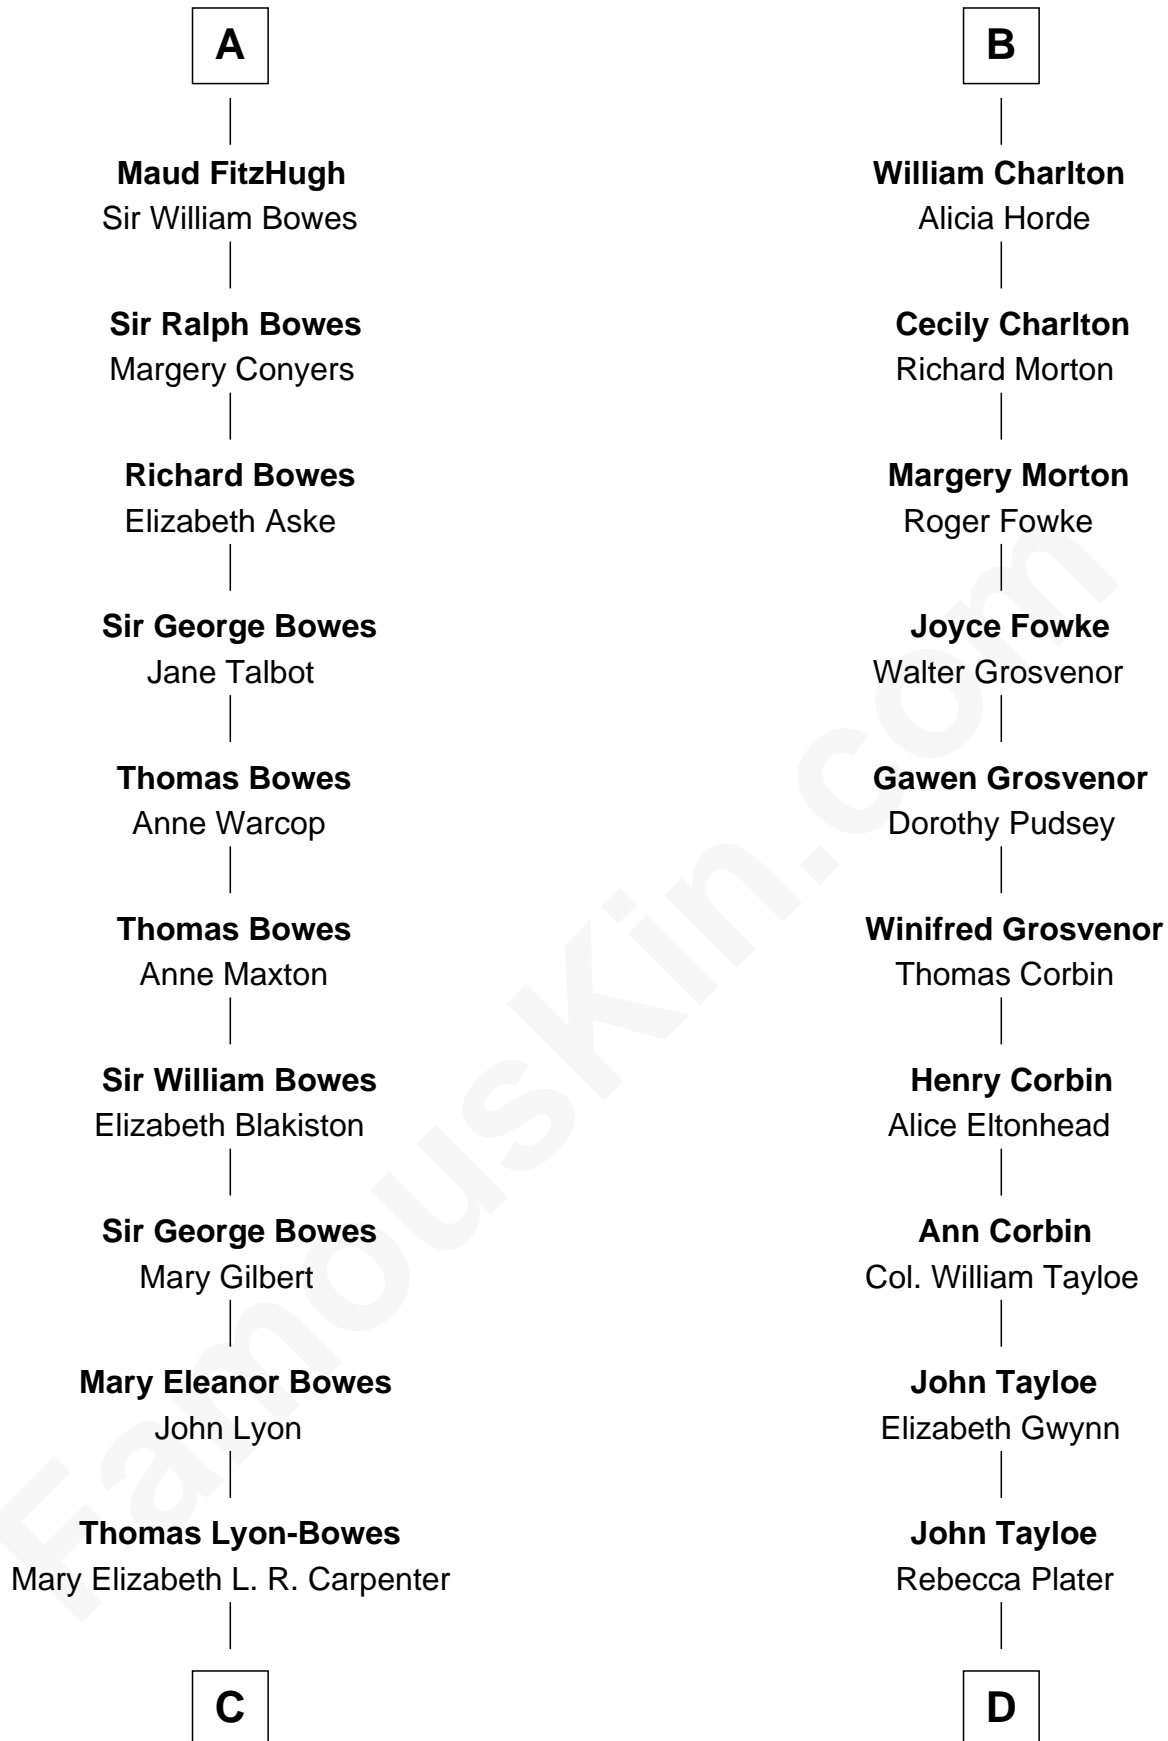 A
Maud FitzHugh
Sir William Bowes
Sir Ralph Bowes
Margery Conyers
Richard Bowes
Elizabeth Aske
Sir George Bowes
Jane Talbot
Thomas Bowes
Anne Warcop
Thomas Bowes
Anne Maxton
Sir William Bowes
Elizabeth Blakiston
Sir George Bowes
Mary Gilbert
Mary Eleanor Bowes
John Lyon
Thomas Lyon-Bowes
Mary Elizabeth L. R. Carpenter
C
B
William Charlton
Alicia Horde
Cecily Charlton
Richard Morton
Margery Morton
Roger Fowke
Joyce Fowke
Walter Grosvenor
Gawen Grosvenor
Dorothy Pudsey
Winifred Grosvenor
Thomas Corbin
Henry Corbin
Alice Eltonhead
Ann Corbin
Col. William Tayloe
John Tayloe
Elizabeth Gwynn
John Tayloe
Rebecca Plater
D
FamousKin.com